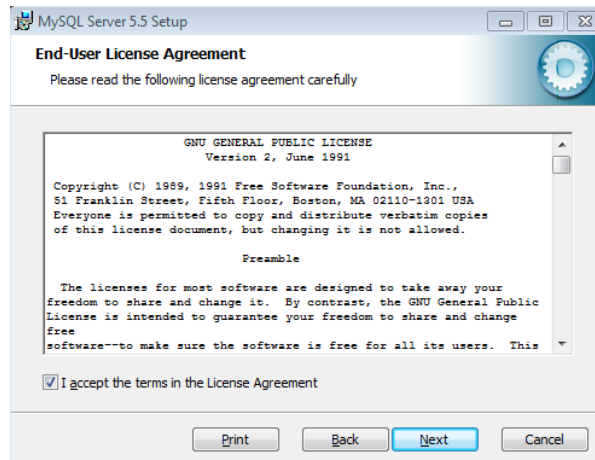 MySQL Server 5.5 Setup
End-User License Agreement
Please read the following license agreement carefully
GNU GENERAL PUBLIC LICENSE
Version 2, June 1991
Copyright (C) 1989, 1991 Free Software Foundation, Inc.,
51 Franklin Street, Fifth Floor, Boston, MA 02110-1301 USA
Everyone is permitted to copy and distribute verbatim copies
of this license document, but changing it is not allowed.
Preamble
The licenses for most software are designed to take away your
freedom to share and change it.  By contrast, the GNU General Public
License is intended to guarantee your freedom to share and change
free
software--to make sure the software is free for all its users.  This
I accept the terms in the License Agreement
Print Back Next Cancel